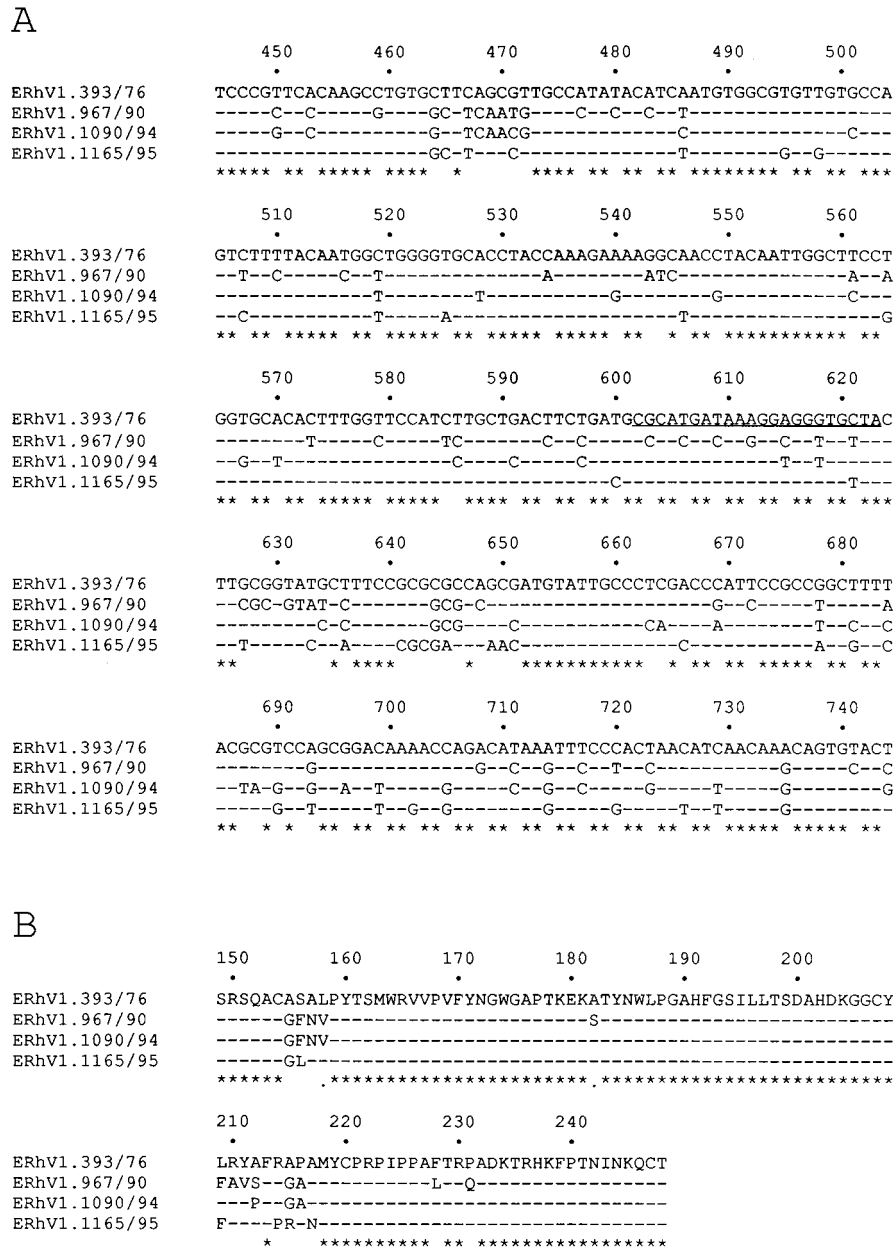 A
450 460 470 480 490 500
• • • • • •
ERhV1.393/76 TCCCGTTCACAAGCCTGTGCTTCAGCGTTGCCATATACATCAATGTGGCGTGTTGTGCCA
ERhV1.967/90 -----C--C-----G----GC-TCAATG----C--C--C--T------------------
ERhV1.1090/94 -----G--C----------GC-TCAACG-------------T--------------C---
ERhV1.1165/95 -------------------GC-T---C--------------T--------G--G------
***** ** ***** ****  *      **** ** ** ** ******** ** ** ***
510 520 530 540 550 560
• • • • • •
ERhV1.393/76 GTCTTTTACAATGGCTGGGGTGCACCTACCAAAGAAAAGGCAACCTACAATTGGCTTCCT
ERhV1.967/90 --T--C-----C--T--------------A--------ATC---------------C--A
ERhV1.1090/94 --------------T--------T-----------G--------G-----------C---
ERhV1.1165/95 --C-----------T-----A--------------------T-----------------G
** ** ***** ** ***** ** ***** ***** **   * ** *********** **
570 580 590 600 610 620
• • • • • •
ERhV1.393/76 GGTGCACACTTTGGTTCCATCTTGCTGACTTCTGATGCGCATGATAAAGGAGGGTGCTAC
ERhV1.967/90 --------T-----C-----TC-------C--C-----C--C--C--G--C--T--T---
ERhV1.1090/94 --G--T---------------C----C-----C-----------------T--T------
ERhV1.1165/95 -----------------------------------C--------------------T---
** ** ** ***** *****  **** ** ** ** ** ** ** ** ** ** ** ***
630 640 650 660 670 680
• • • • • •
ERhV1.393/76 TTGCGGTATGCTTTCCGCGCGCCAGCGATGTATTGCCCTCGACCCATTCCGCCGGCTTTT
ERhV1.967/90 --CGC-GTAT-C-------GCG-C--------------------G--C-----T-----A
ERhV1.1090/94 ---------C-C-------GCG----C-----------CA----A--------T--C--C
ERhV1.1165/95 --T-----C--A----CGCGA---AAC--------------C-----------A--G--C
**        * ****      *    ***********  * ** ** ***** ** **
690 700 710 720 730 740
• • • • • •
ERhV1.393/76 ACGCGTCCAGCGGACAAAACCAGACATAAATTTCCCACTAACATCAACAAACAGTGTACT
ERhV1.967/90 --------G--------------G--C--G--C--T--C-----------G-----C--C
ERhV1.1090/94 --TA-G--G--A--T-----G-----C--G--C-----G-----T-----G--------G
ERhV1.1165/95 -----G--T-----T--C--G--------G-----G-----T--T-----G---------
**  * *  ** ** ** ** ** ** ** ** ** ** ** ** ***** ***** **
B
150 160 170 180 190 200
• • • • • •
ERhV1.393/76 SRSQACASALPYTSMWRVVPVFYNGWGAPTKEKATYNWLPGAHFGSILLTSDAHDKGGCY
ERhV1.967/90 ------GFNV-----------------------S--------------------------
ERhV1.1090/94 ------GFNV--------------------------------------------------
ERhV1.1165/95 ------GL----------------------------------------------------
******   .***********************.**************************
210 220 230 240
• • • •
ERhV1.393/76 LRYAFRAPAMYCPRPIPPAFTRPADKTRHKFPTNINKQCT
ERhV1.967/90 FAVS--GA-----------L--Q-----------------
ERhV1.1090/94 ---P--GA--------------------------------
ERhV1.1165/95 F----PR-N-------------------------------
*    ********** ** *****************